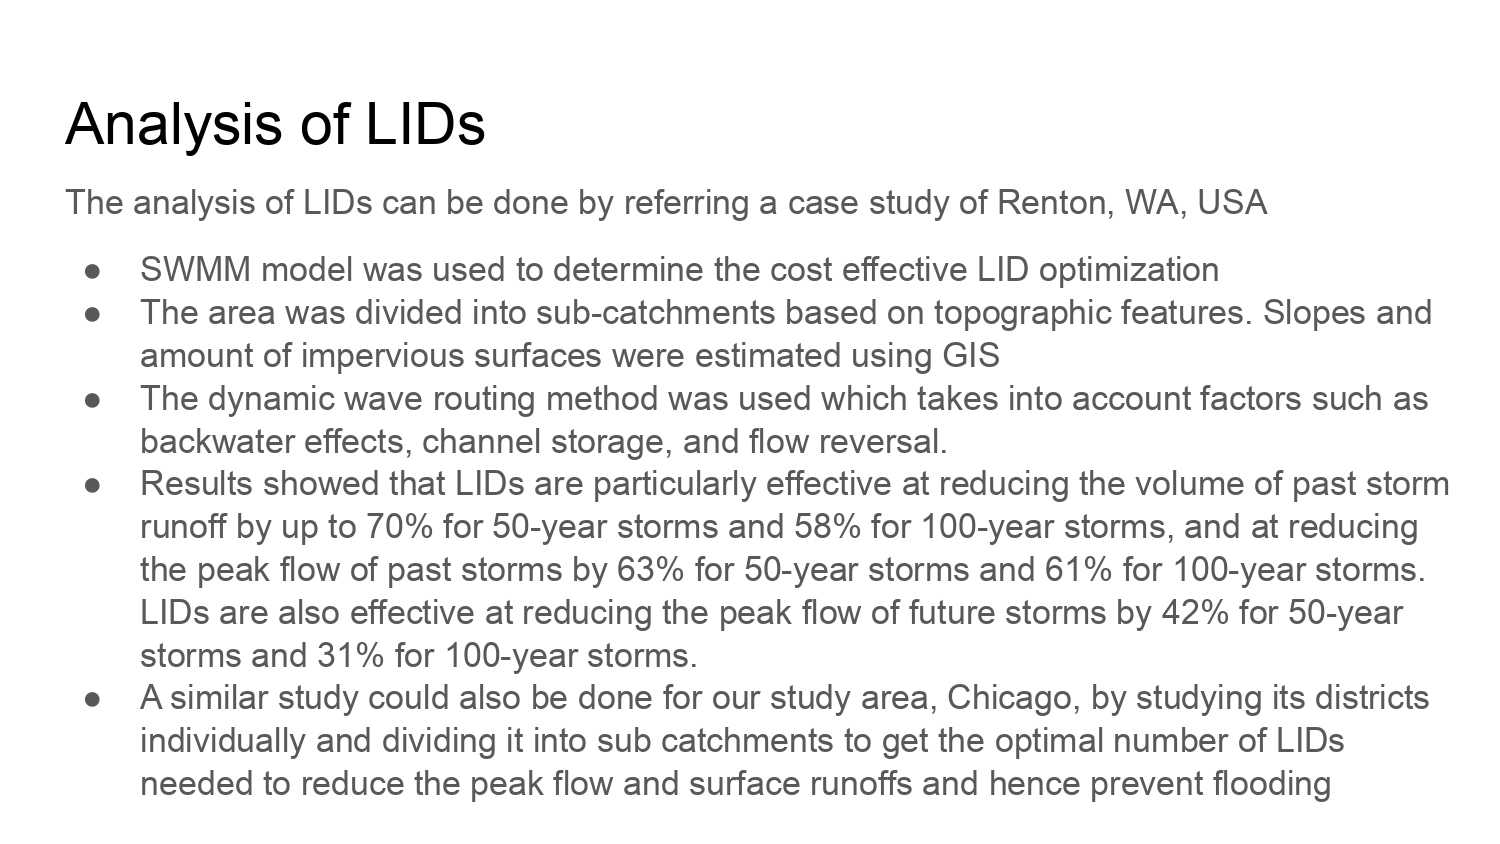 Analysis of LIDs
The analysis of LIDs can be done by referring a case study of Renton, WA, USA
● SWMM model was used to determine the cost effective LID optimization
● The area was divided into sub-catchments based on topographic features. Slopes and
amount of impervious surfaces were estimated using GIS
● The dynamic wave routing method was used which takes into account factors such as
backwater effects, channel storage, and flow reversal.
● Results showed that LIDs are particularly effective at reducing the volume of past storm
runoff by up to 70% for 50-year storms and 58% for 100-year storms, and at reducing
the peak flow of past storms by 63% for 50-year storms and 61% for 100-year storms.
LIDs are also effective at reducing the peak flow of future storms by 42% for 50-year
storms and 31% for 100-year storms.
● A similar study could also be done for our study area, Chicago, by studying its districts
individually and dividing it into sub catchments to get the optimal number of LIDs
needed to reduce the peak flow and surface runoffs and hence prevent flooding